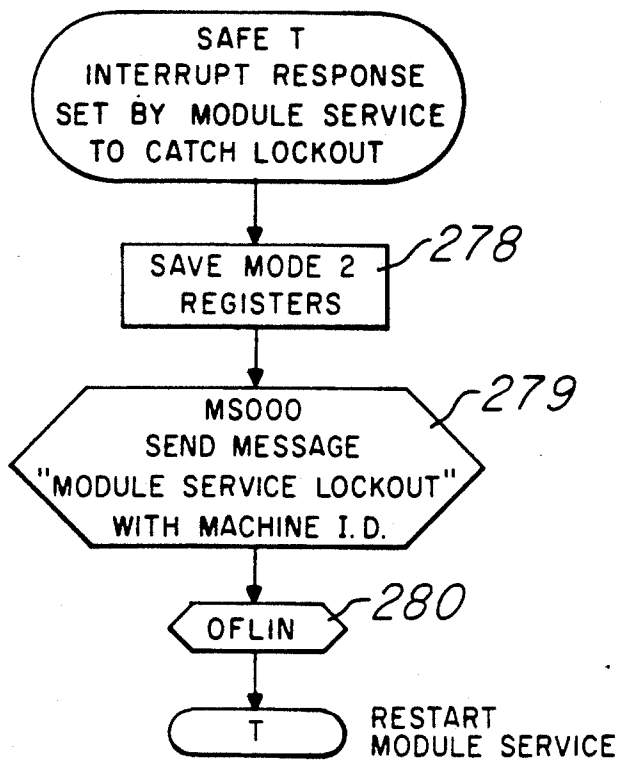 SAFE T
INTERRUPT RESPONSE
SET BY MODULE SERVICE
TO CATCH LOCKOUT
278
SAVE MODE 2
REGISTERS
279
MS000
SEND MESSAGE
"MODULE SERVICE LOCKOUT"
WITH MACHINE I.D.
280
OFLIN
T
RESTART
MODULE SERVICE